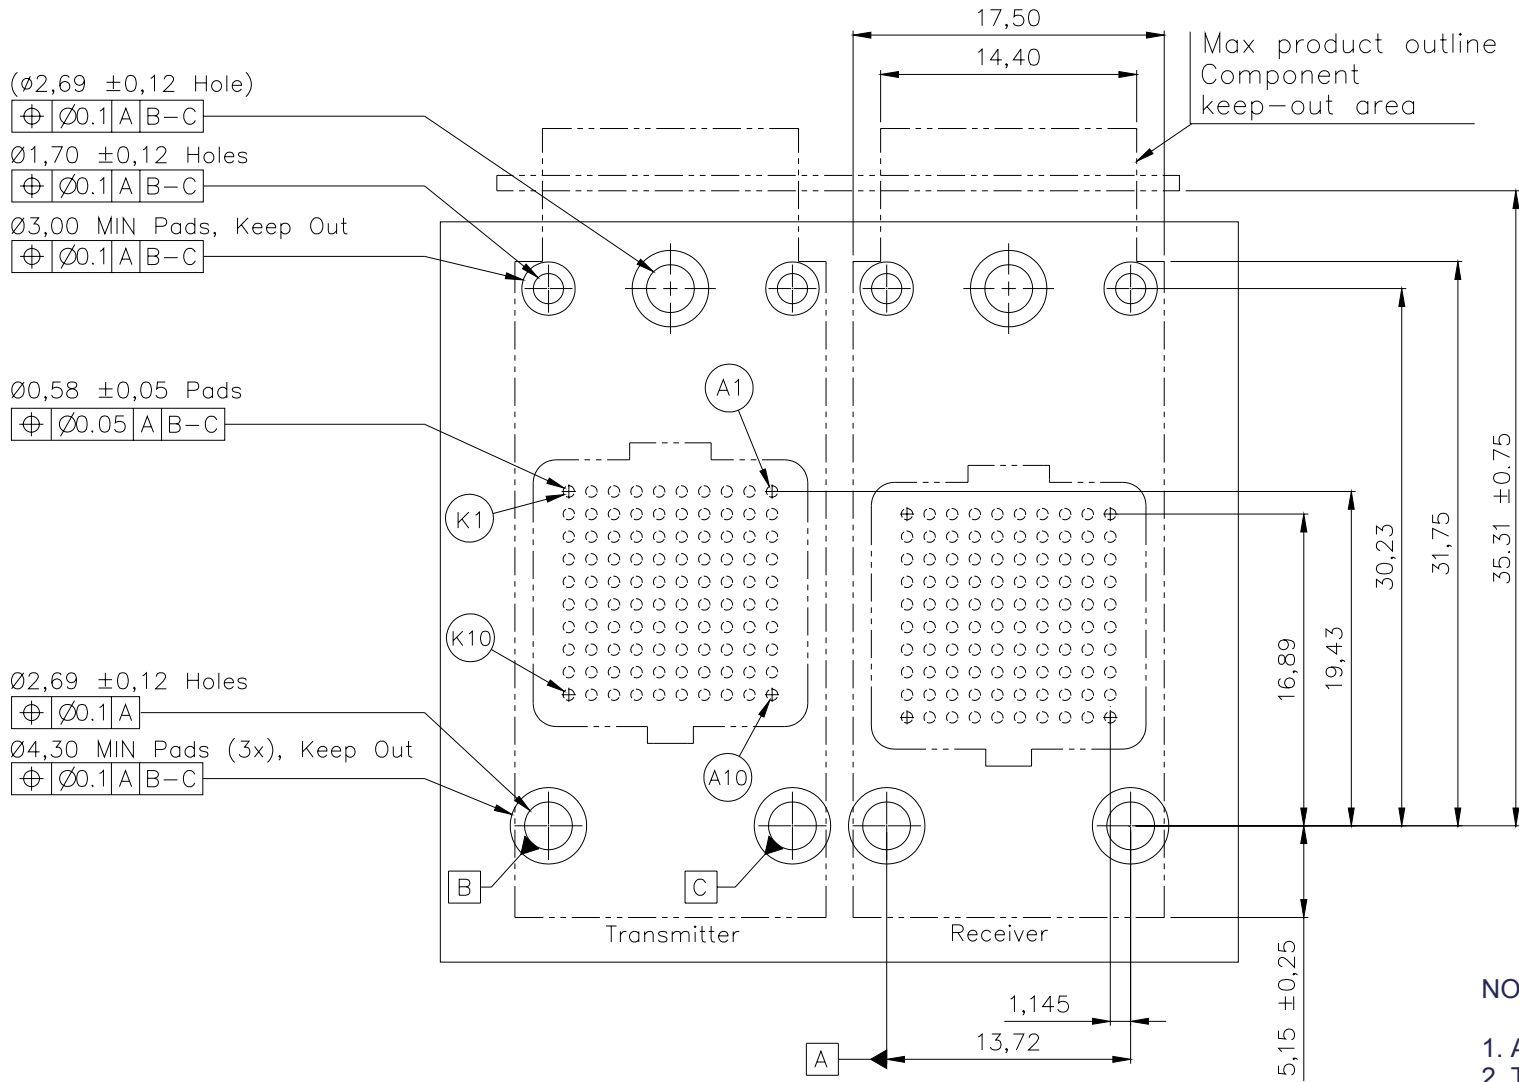 17,50
14,40
Max product outline
Component
keep-out area
(ø2,69 ±0,12 Hole)
⌖ Ø0.1 A B-C
Ø1,70 ±0,12 Holes
⌖ Ø0.1 A B-C
Ø3,00 MIN Pads, Keep Out
⌖ Ø0.1 A B-C
Ø0,58 ±0,05 Pads
⌖ Ø0.05 A B-C
A1
K1
K10
A10
Ø2,69 ±0,12 Holes
⌖ Ø0.1 A
Ø4,30 MIN Pads (3x), Keep Out
⌖ Ø0.1 A B-C
B
C
Transmitter
Receiver
16,89
19,43
30,23
31,75
35.31 ±0.75
5,15 ±0,25
1,145
13,72
A
NO
1. A
2. T